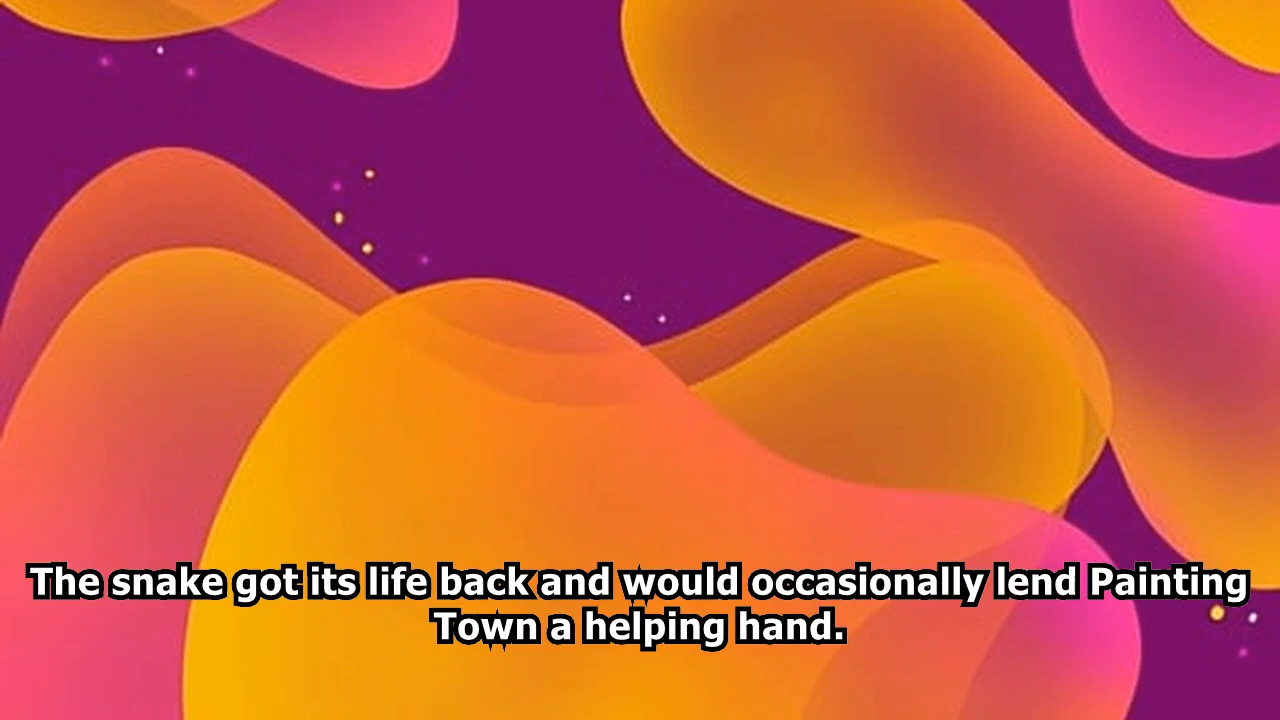 The snake got its life back and would occasionally lend Painting
Town a helping hand.